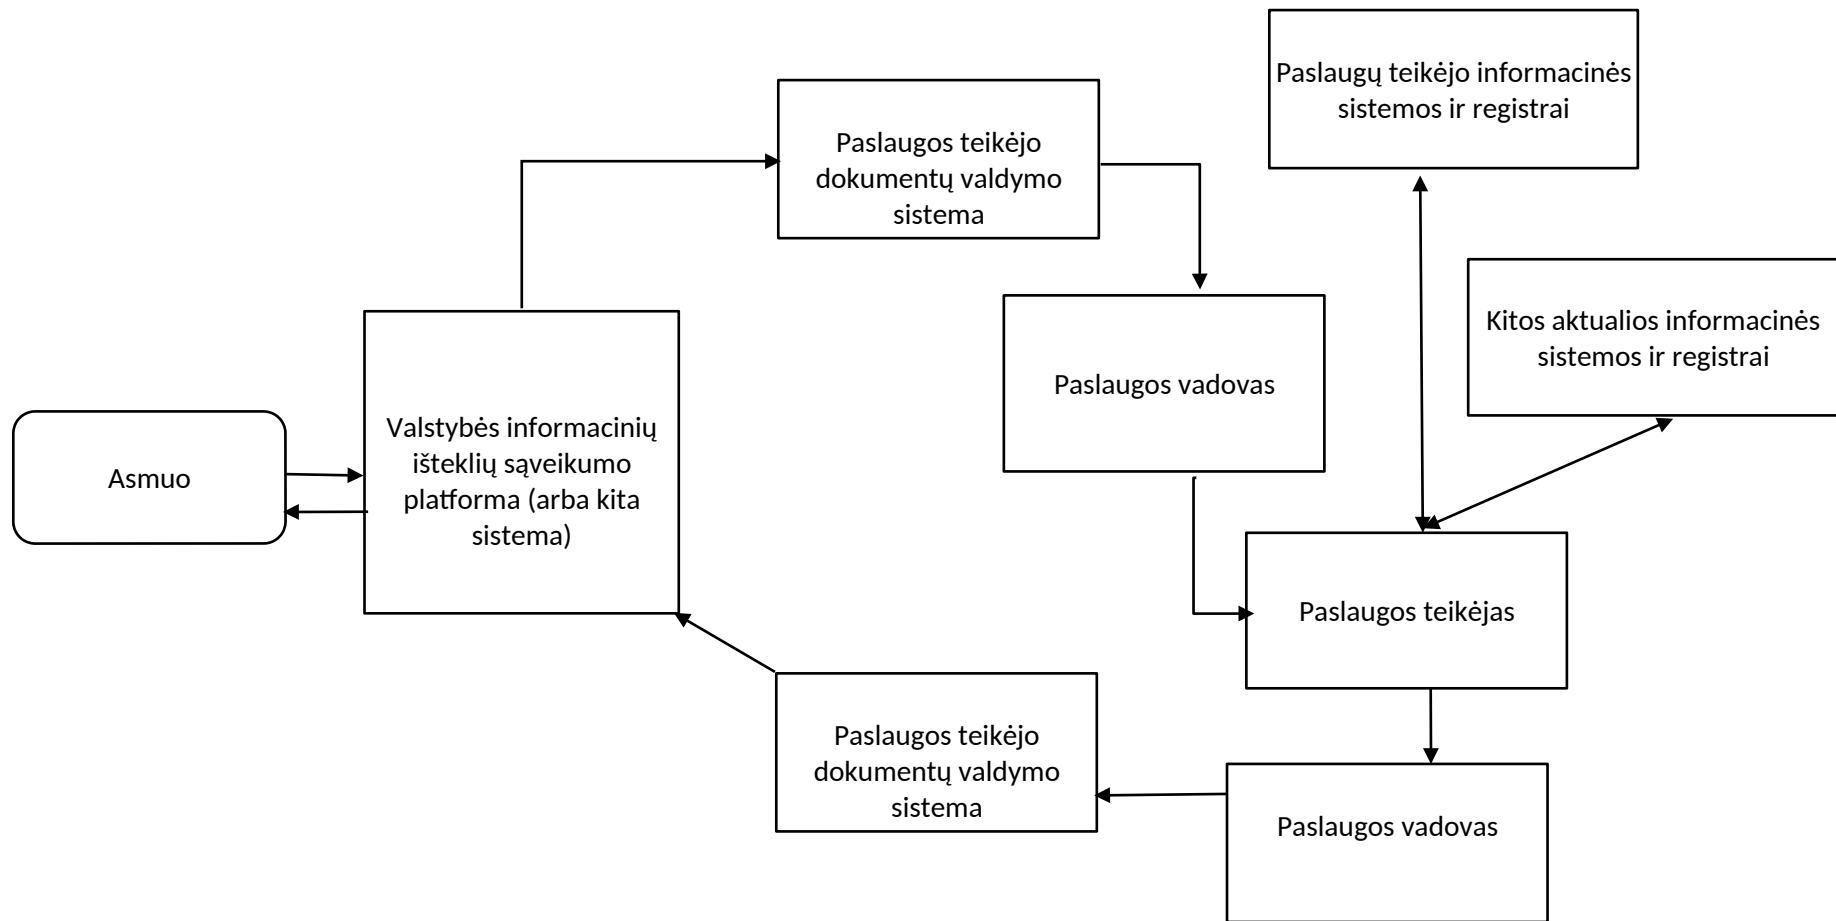 Paslaugų teikėjo informacinės
sistemos ir registrai
Paslaugos teikėjo
dokumentų valdymo
sistema
Kitos aktualios informacinės
sistemos ir registrai
Paslaugos vadovas
Valstybės informacinių
išteklių sąveikumo
platforma (arba kita
sistema)
Asmuo
Paslaugos teikėjas
Paslaugos teikėjo
dokumentų valdymo
sistema
Paslaugos vadovas